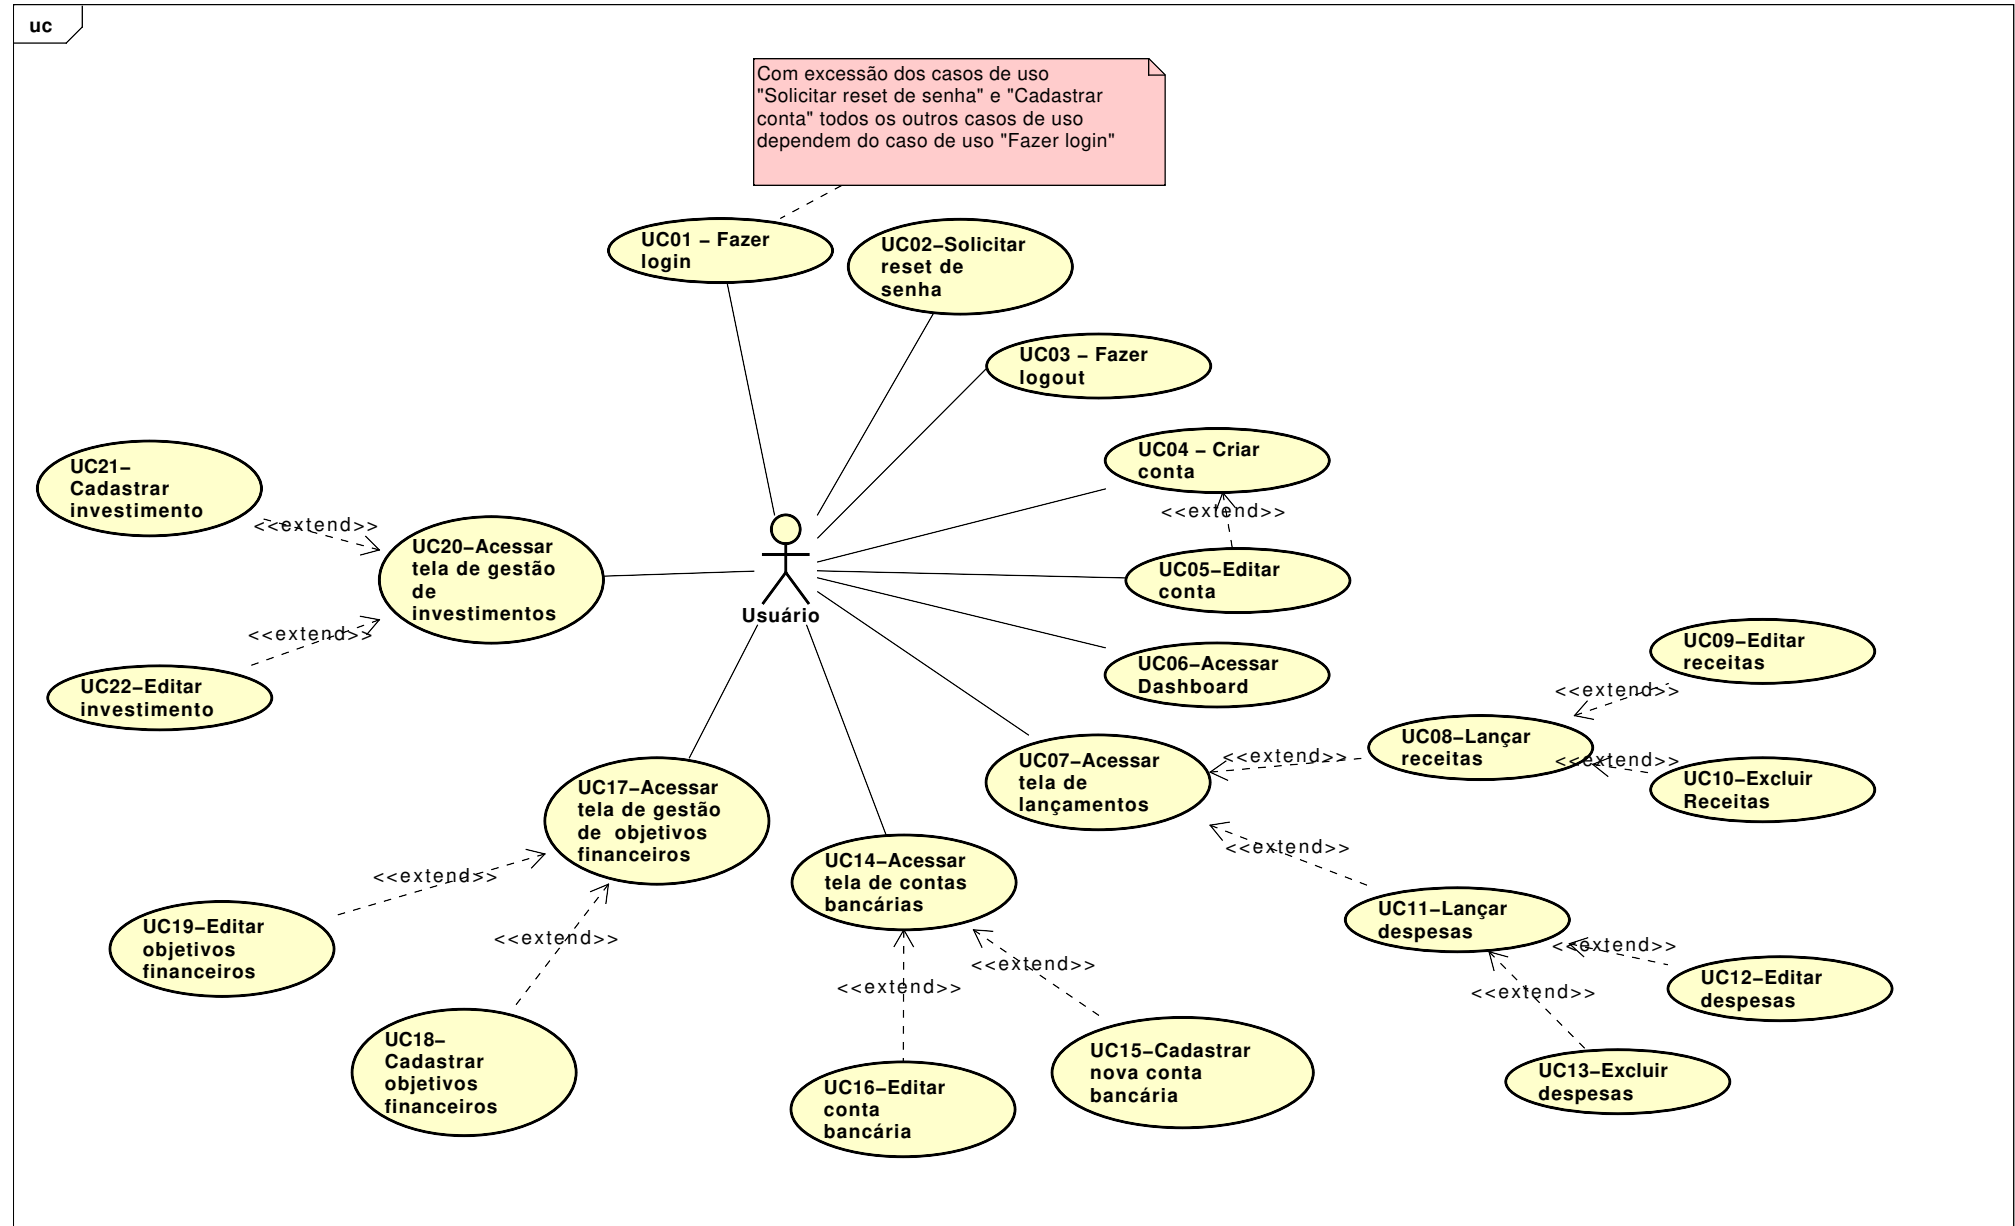 uc
Com excessão dos casos de uso
"Solicitar reset de senha" e "Cadastrar
conta" todos os outros casos de uso
dependem do caso de uso "Fazer login"
UC01 – Fazer
login
UC02–Solicitar
reset de
senha
UC03 – Fazer
logout
UC04 – Criar
conta
<<extend>>
UC05–Editar
conta
UC21–
Cadastrar
investimento
<<extend>>
UC20–Acessar
tela de gestão
de
investimentos
<<extend>>
UC22–Editar
investimento
Usuário
UC06–Acessar
Dashboard
UC09–Editar
receitas
<<extend>>
UC08–Lançar
receitas
<<extend>>
<<extend>>
UC10–Excluir
Receitas
UC07–Acessar
tela de
lançamentos
<<extend>>
UC17–Acessar
tela de gestão
de  objetivos
financeiros
<<extend>>
UC14–Acessar
tela de contas
bancárias
UC11–Lançar
despesas
<<extend>>
UC12–Editar
despesas
<<extend>>
UC13–Excluir
despesas
UC19–Editar
objetivos
financeiros
<<extend>>
<<extend>>
<<extend>>
UC18–
Cadastrar
objetivos
financeiros
UC16–Editar
conta
bancária
UC15–Cadastrar
nova conta
bancária